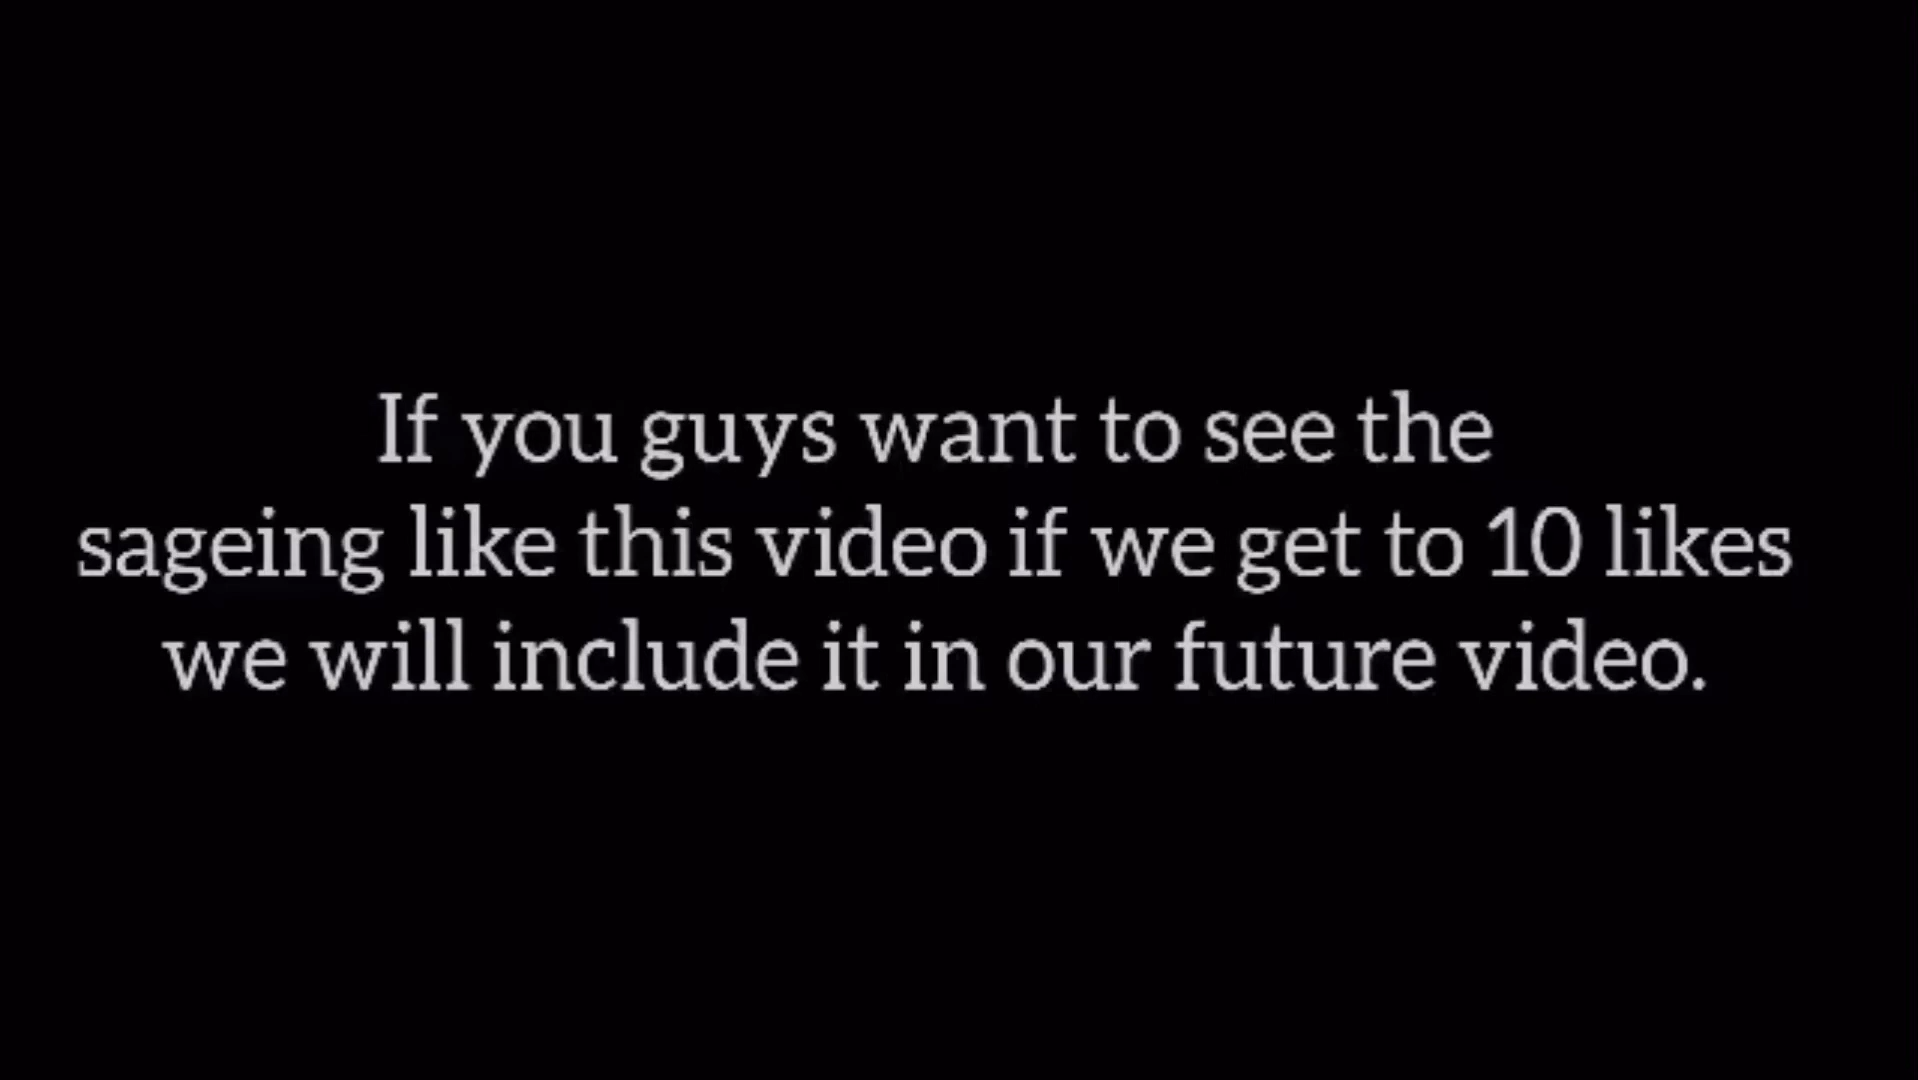 If you guys want to see the
sageing like this video if we get to 10 likes
we will include it in our future video.